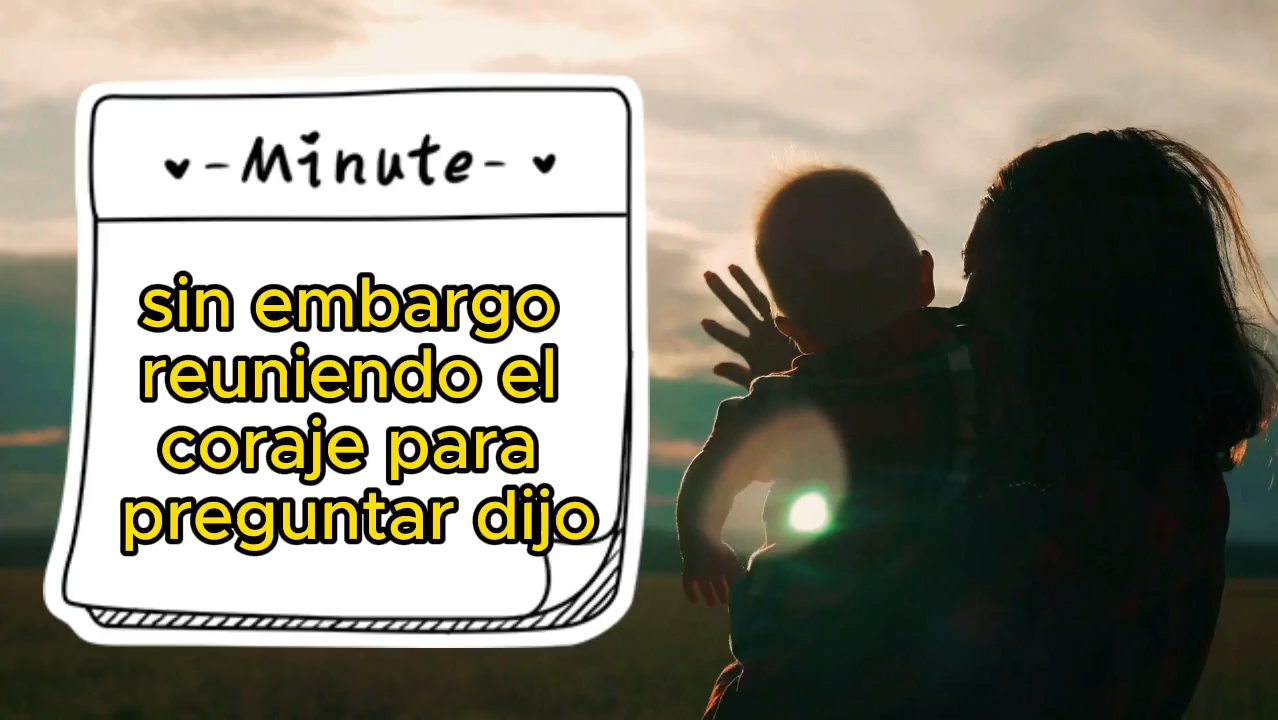 -Minute-
sin embargo
reuniendo el
coraje para
preguntar dijo